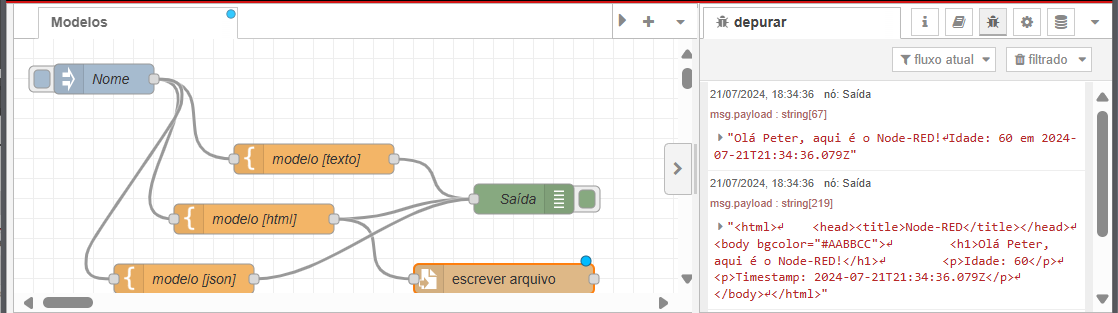 Modelos
Nome
modelo [texto]
modelo [html]
Saída
modelo [json]
escrever arquivo
depurar
fluxo atual
filtrado
21/07/2024, 18:34:36 nó: Saída
msg.payload : string[67]
"Olá Peter, aqui é o Node-RED!↵Idade: 60 em 2024-
07-21T21:34:36.079Z"
21/07/2024, 18:34:36 nó: Saída
msg.payload : string[219]
"<html>↵ <head><title>Node-RED</title></head>↵
<body bgcolor="#AABBCC">↵ <h1>Olá Peter,
aqui é o Node-RED!</h1>↵ <p>Idade: 60</p>↵
<p>Timestamp: 2024-07-21T21:34:36.079Z</p>↵
</body>↵</html>"